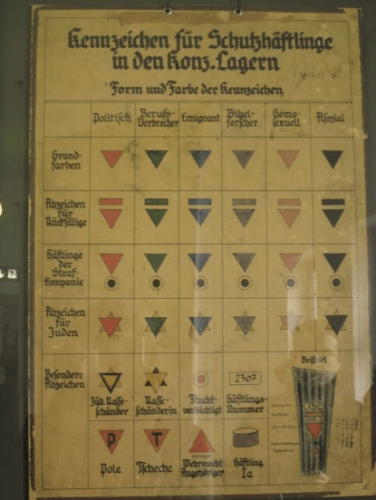 Kennzeichen für Schutzhäftlinge
in den Konz. Lagern
Form und Farbe der Kennzeichen
Politisch
Berufs-
Verbrecher
Emigrant
Bibel-
forscher
Homo-
sexuell
Asozial
Grund-
farben
Abzeichen
für
Rückfällige
Häftlinge
der
Straf-
kompanie
Abzeichen
für
Juden
Besondere
Abzeichen
Jüd. Rasse-
schänder
Rasse-
schänderin
Flucht-
verdächtigt
2307
Häftlings-
Nummer
Beispiel
P
Pole
T
Tscheche
Wehrmacht
Angehöriger
Häftling
Ia